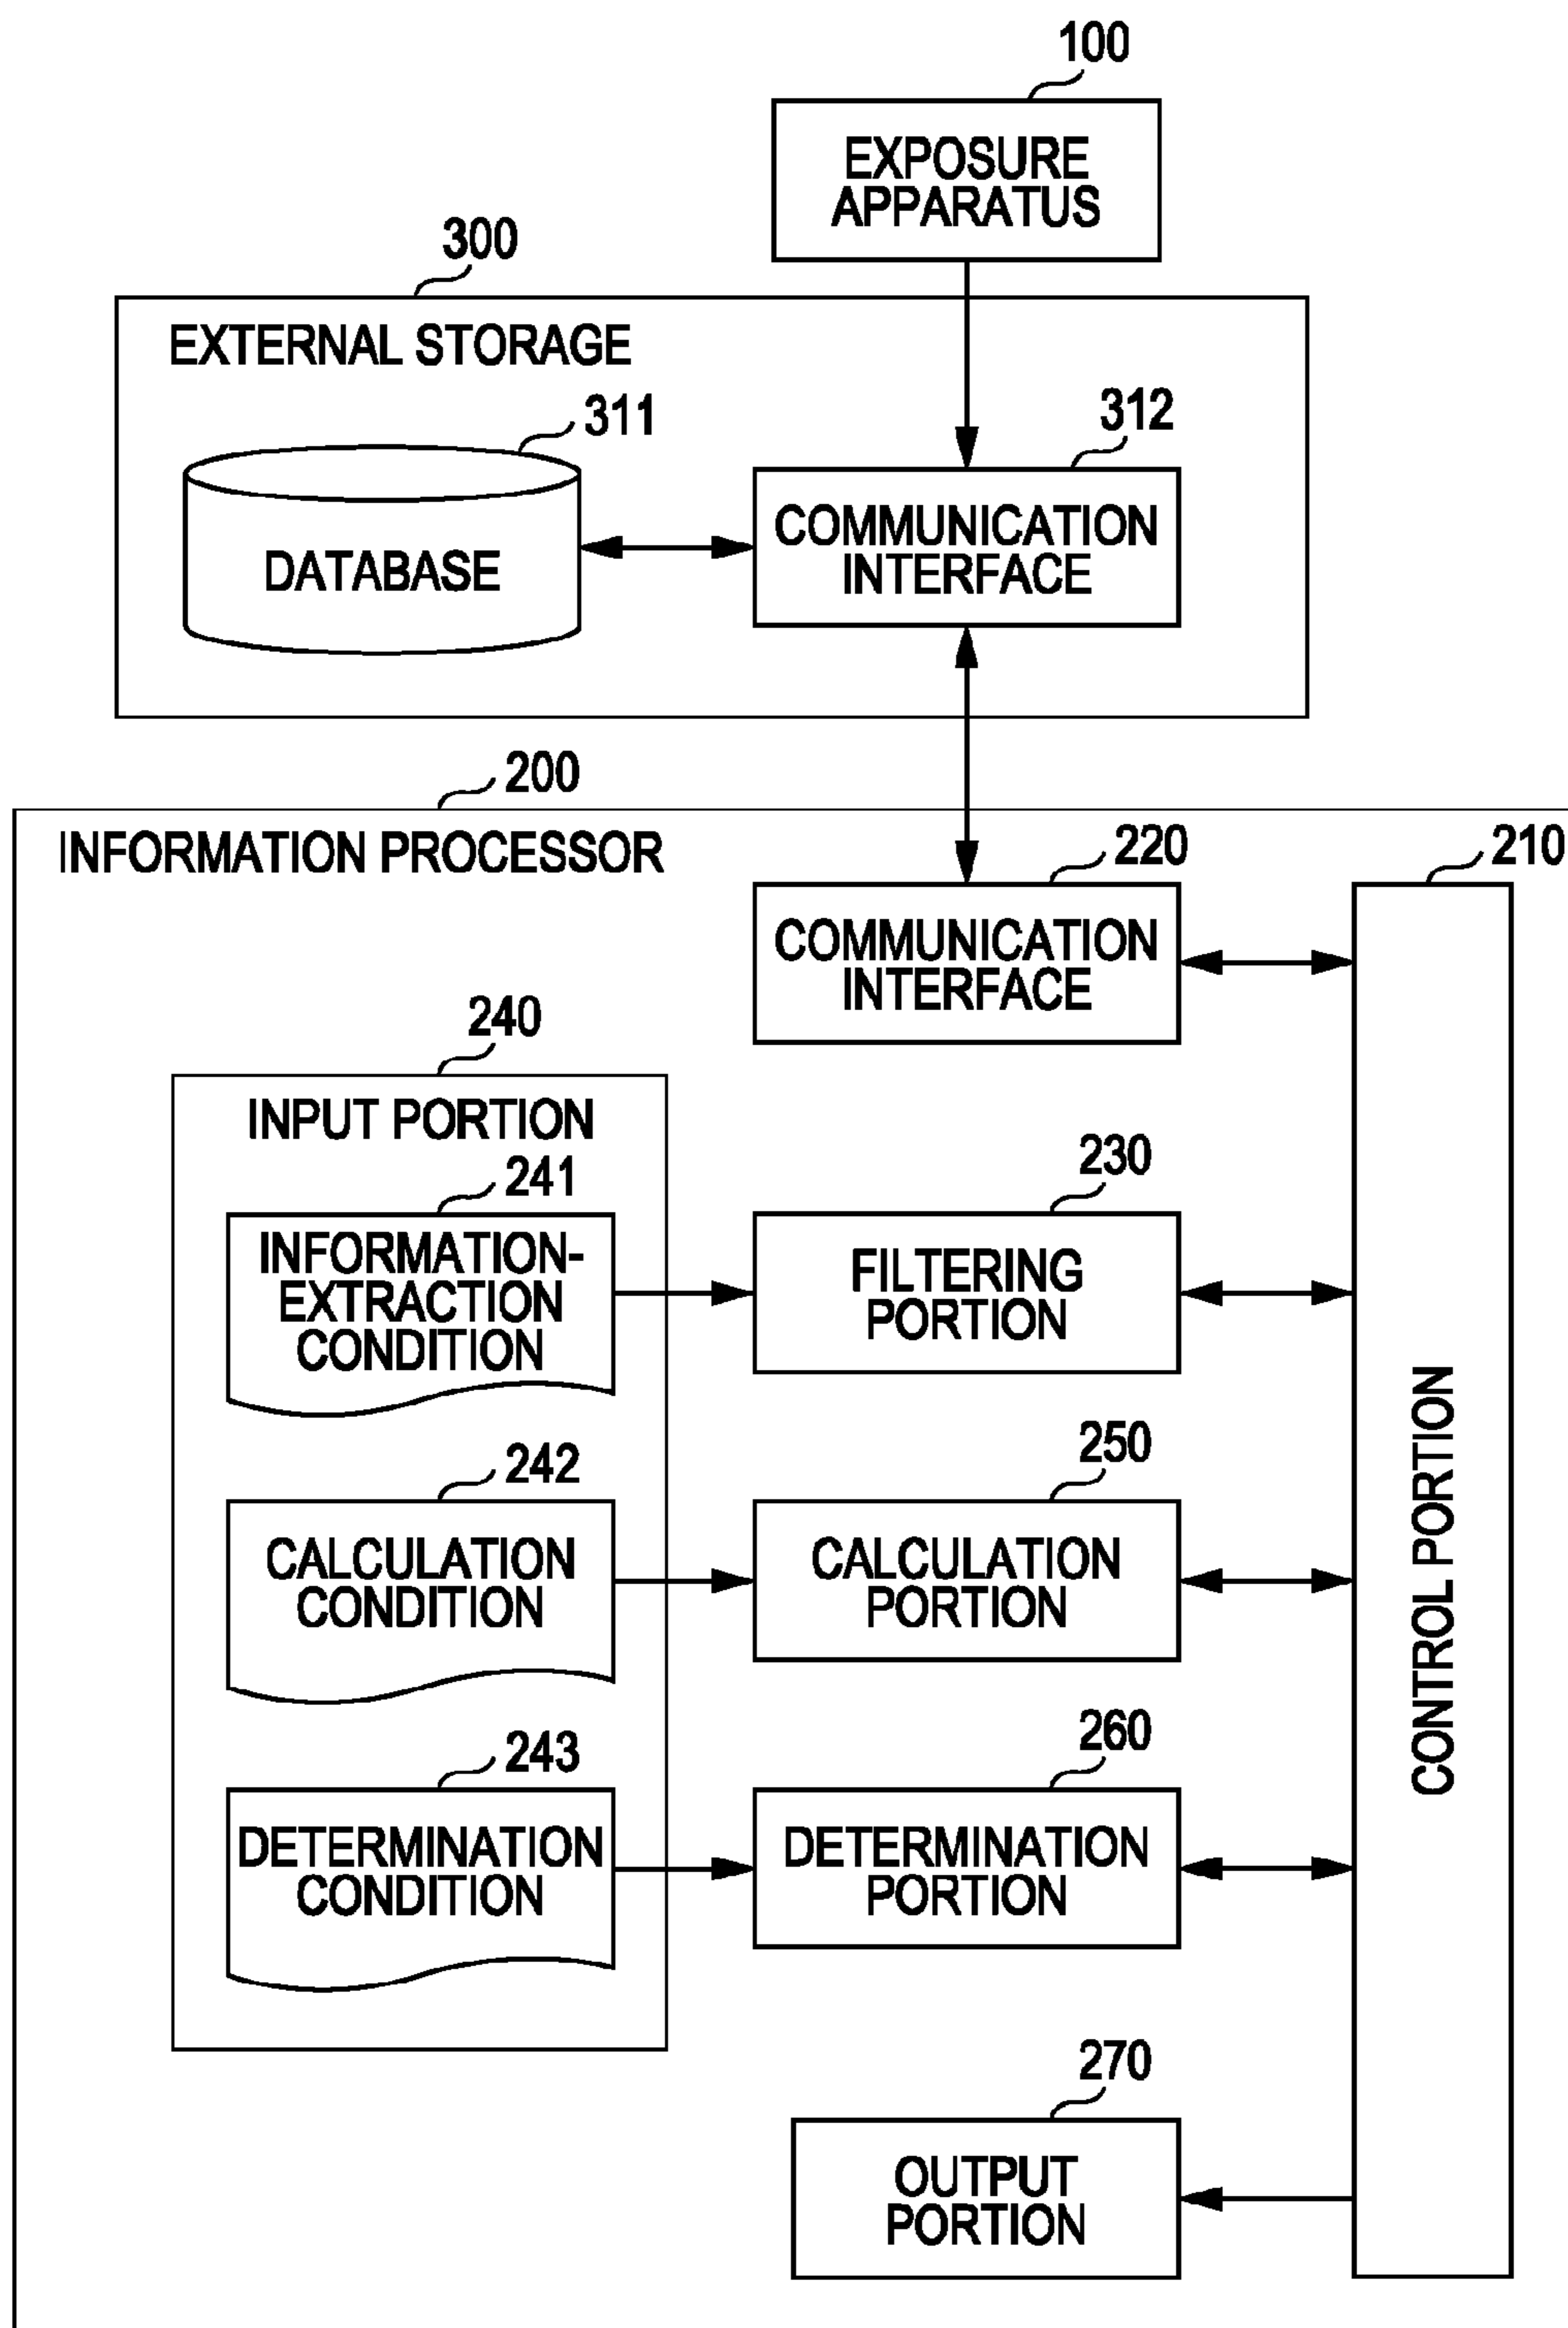 100
EXPOSURE
APPARATUS
300
EXTERNAL STORAGE
311
312
DATABASE
COMMUNICATION
INTERFACE
200
INFORMATION PROCESSOR
220
210
COMMUNICATION
INTERFACE
240
INPUT PORTION
241
INFORMATION-
EXTRACTION
CONDITION
230
FILTERING
PORTION
242
CALCULATION
CONDITION
250
CALCULATION
PORTION
243
DETERMINATION
CONDITION
260
DETERMINATION
PORTION
CONTROL PORTION
270
OUTPUT
PORTION